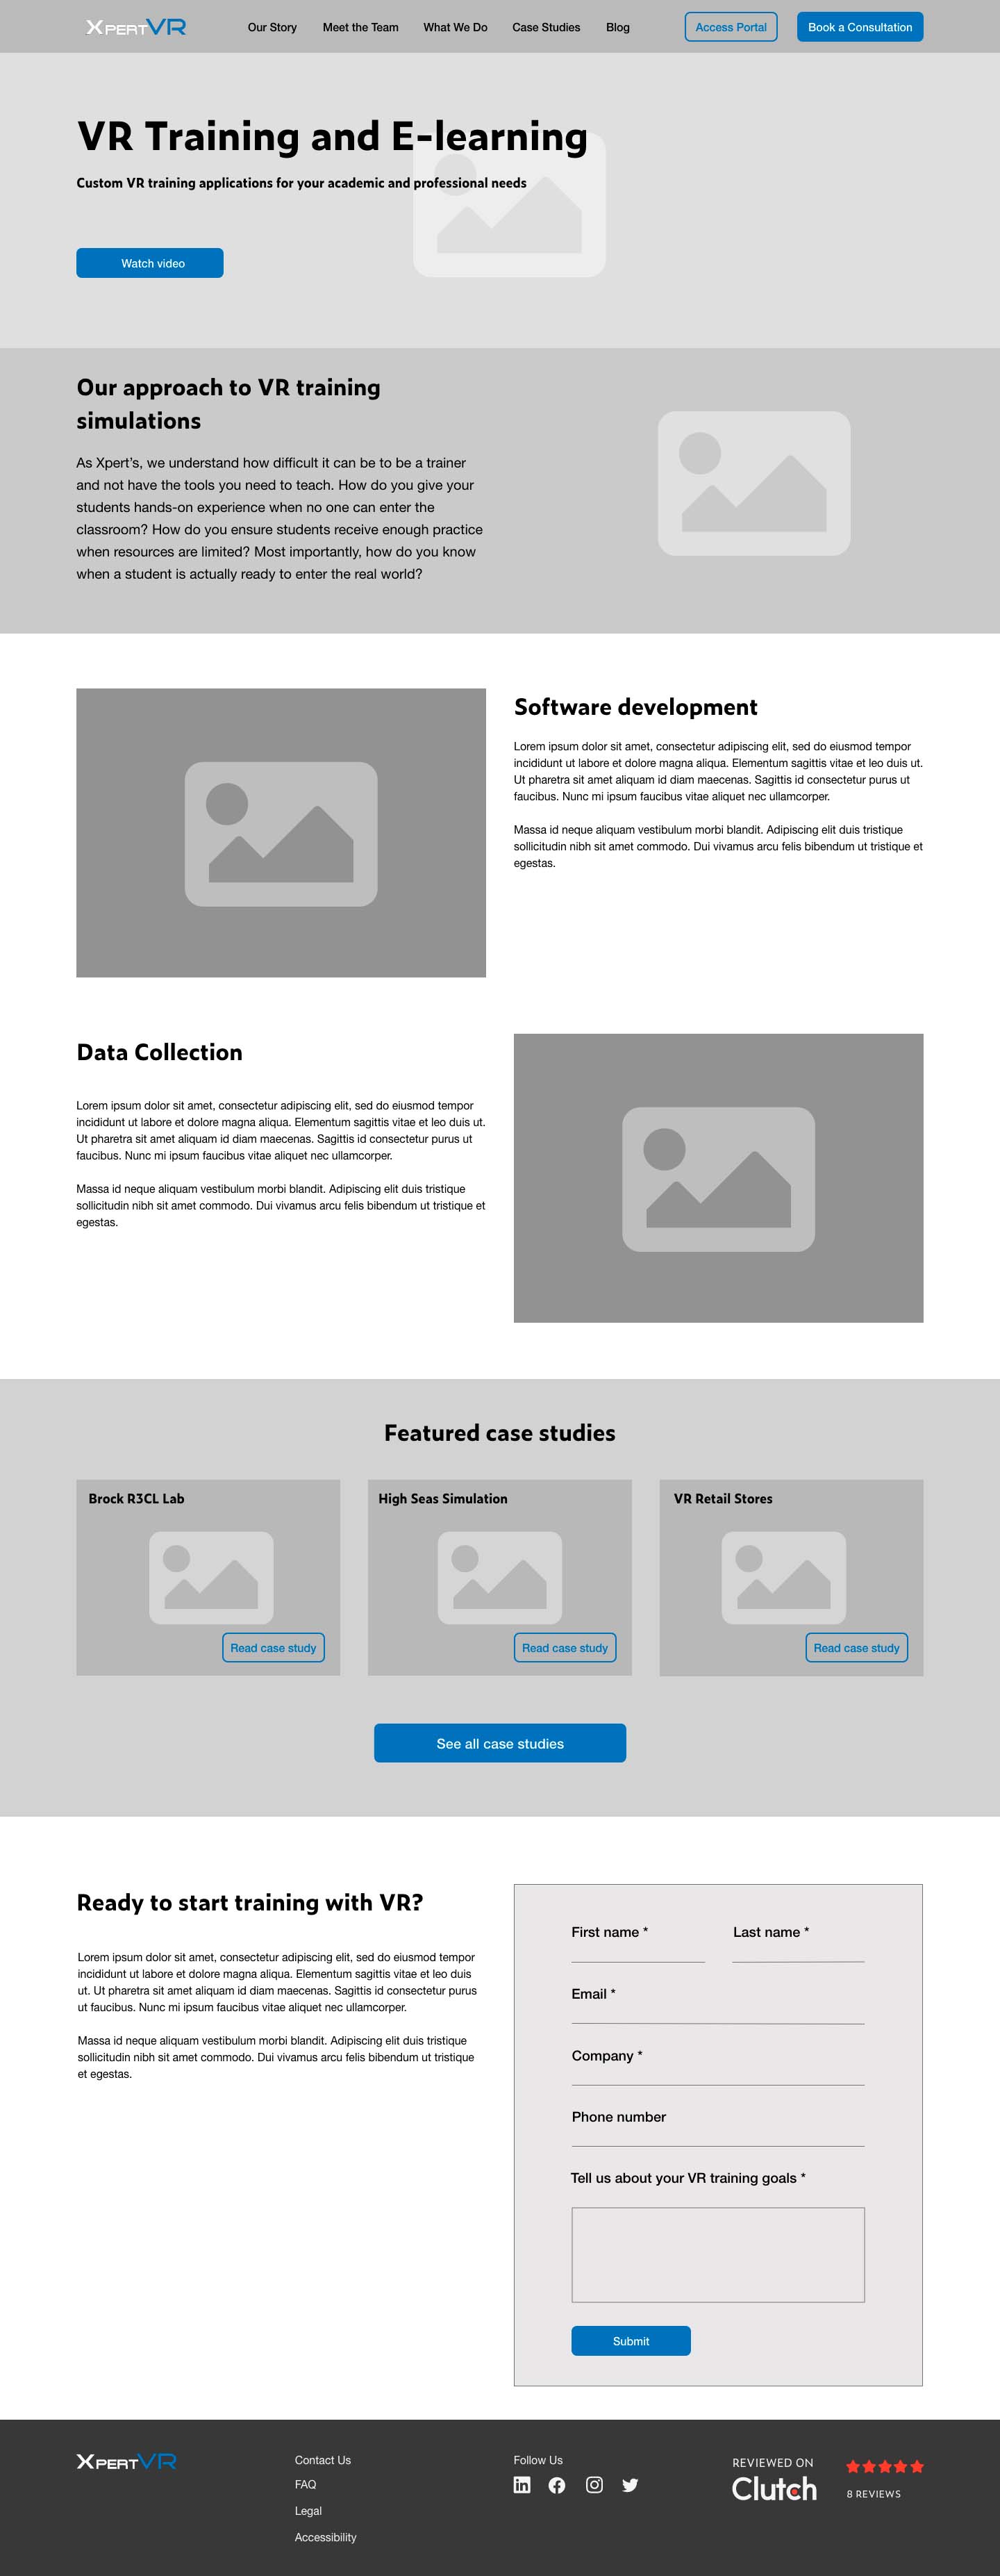 XPERTVR
Our Story
Meet the Team
What We Do
Case Studies
Blog
Access Portal
Book a Consultation
VR Training and E-learning
Custom VR training applications for your academic and professional needs
Watch video
Our approach to VR training
simulations
As Xpert’s, we understand how difficult it can be to be a trainer
and not have the tools you need to teach. How do you give your
students hands-on experience when no one can enter the
classroom? How do you ensure students receive enough practice
when resources are limited? Most importantly, how do you know
when a student is actually ready to enter the real world?
Software development
Lorem ipsum dolor sit amet, consectetur adipiscing elit, sed do eiusmod tempor
incididunt ut labore et dolore magna aliqua. Elementum sagittis vitae et leo duis ut.
Ut pharetra sit amet aliquam id diam maecenas. Sagittis id consectetur purus ut
faucibus. Nunc mi ipsum faucibus vitae aliquet nec ullamcorper.
Massa id neque aliquam vestibulum morbi blandit. Adipiscing elit duis tristique
sollicitudin nibh sit amet commodo. Dui vivamus arcu felis bibendum ut tristique et
egestas.
Data Collection
Lorem ipsum dolor sit amet, consectetur adipiscing elit, sed do eiusmod tempor
incididunt ut labore et dolore magna aliqua. Elementum sagittis vitae et leo duis ut.
Ut pharetra sit amet aliquam id diam maecenas. Sagittis id consectetur purus ut
faucibus. Nunc mi ipsum faucibus vitae aliquet nec ullamcorper.
Massa id neque aliquam vestibulum morbi blandit. Adipiscing elit duis tristique
sollicitudin nibh sit amet commodo. Dui vivamus arcu felis bibendum ut tristique et
egestas.
Featured case studies
Brock R3CL Lab
Read case study
High Seas Simulation
Read case study
VR Retail Stores
Read case study
See all case studies
Ready to start training with VR?
Lorem ipsum dolor sit amet, consectetur adipiscing elit, sed do eiusmod tempor
incididunt ut labore et dolore magna aliqua. Elementum sagittis vitae et leo duis
ut. Ut pharetra sit amet aliquam id diam maecenas. Sagittis id consectetur purus
ut faucibus. Nunc mi ipsum faucibus vitae aliquet nec ullamcorper.
Massa id neque aliquam vestibulum morbi blandit. Adipiscing elit duis tristique
sollicitudin nibh sit amet commodo. Dui vivamus arcu felis bibendum ut tristique
et egestas.
First name *
Last name *
Email *
Company *
Phone number
Tell us about your VR training goals *
Submit
XPERTVR
Contact Us
FAQ
Legal
Accessibility
Follow Us
REVIEWED ON
Clutch
8 REVIEWS